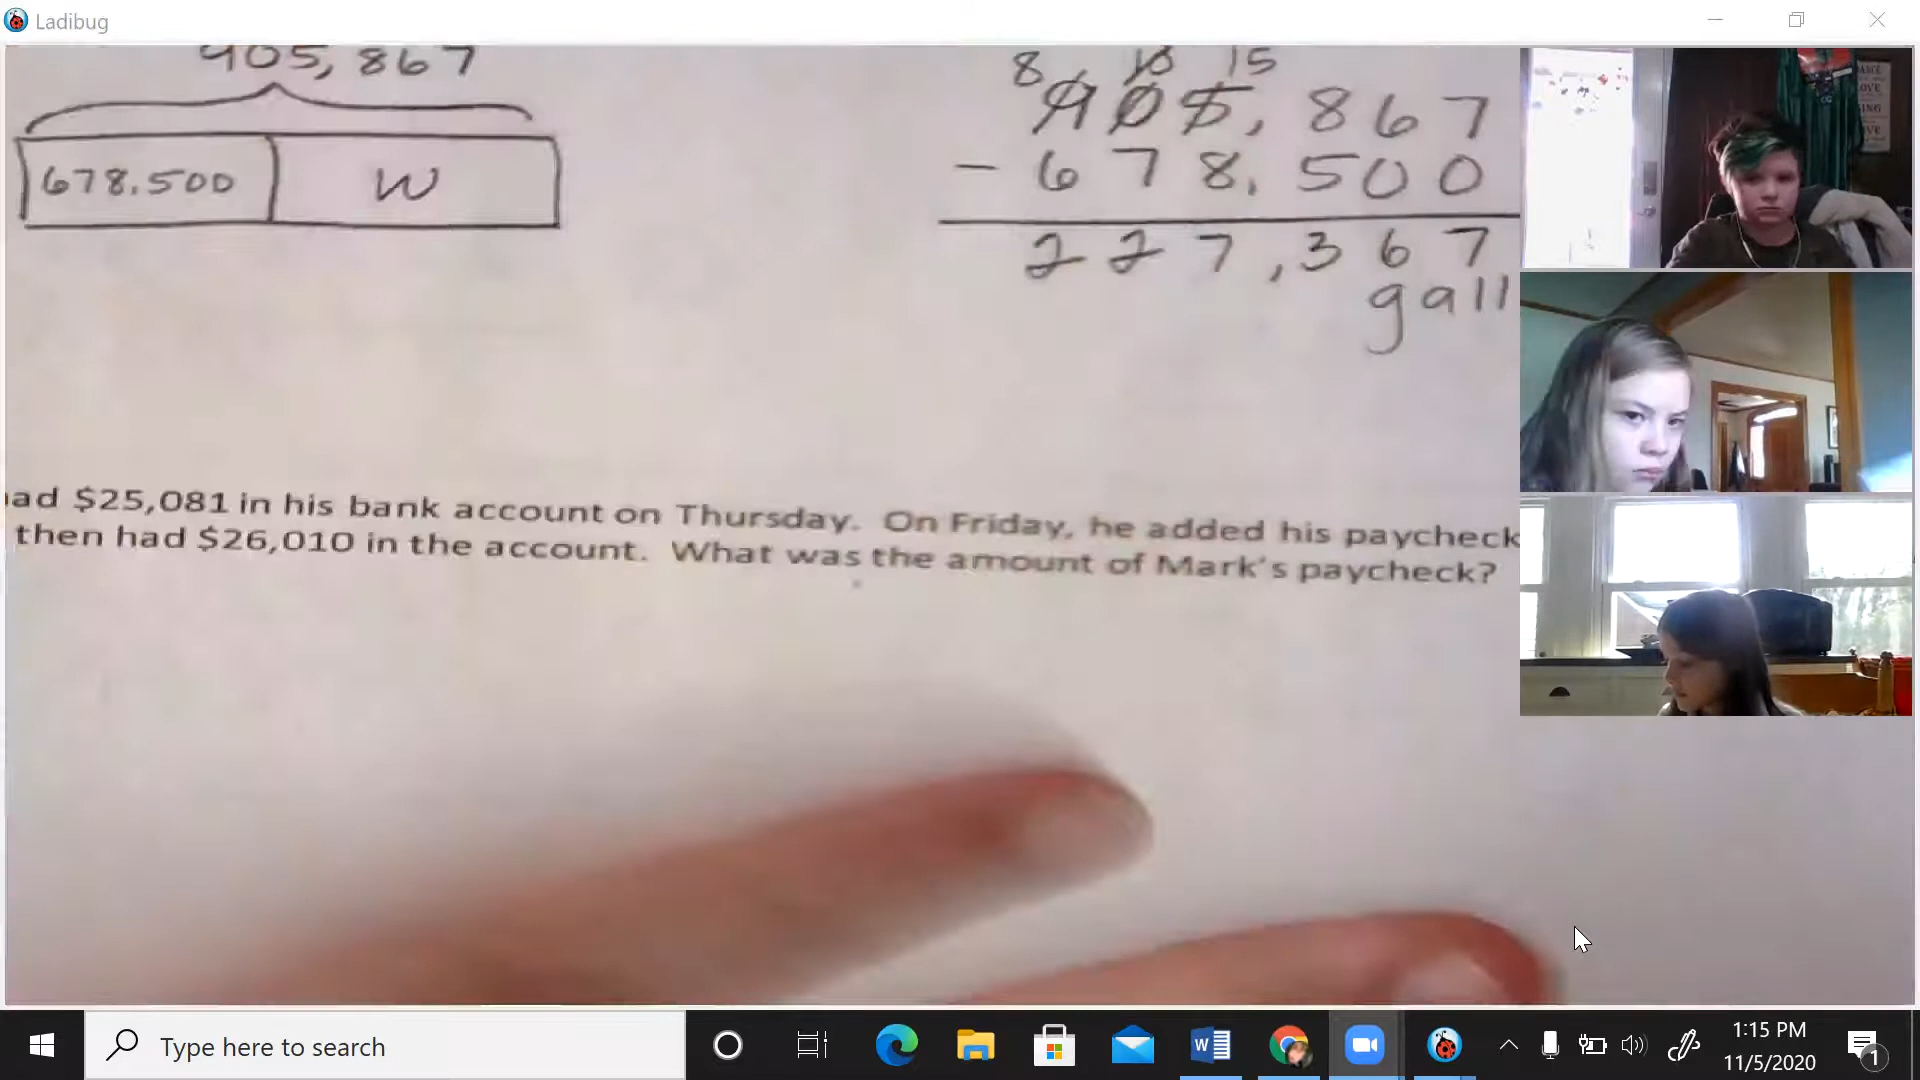 Ladibug
905,867
678.500 W
8 10 15
905,867
- 678,500
227,367
gall
ad $25,081 in his bank account on Thursday. On Friday, he added his paycheck
then had $26,010 in the account. What was the amount of Mark's paycheck?
Type here to search
1:15 PM
11/5/2020
1